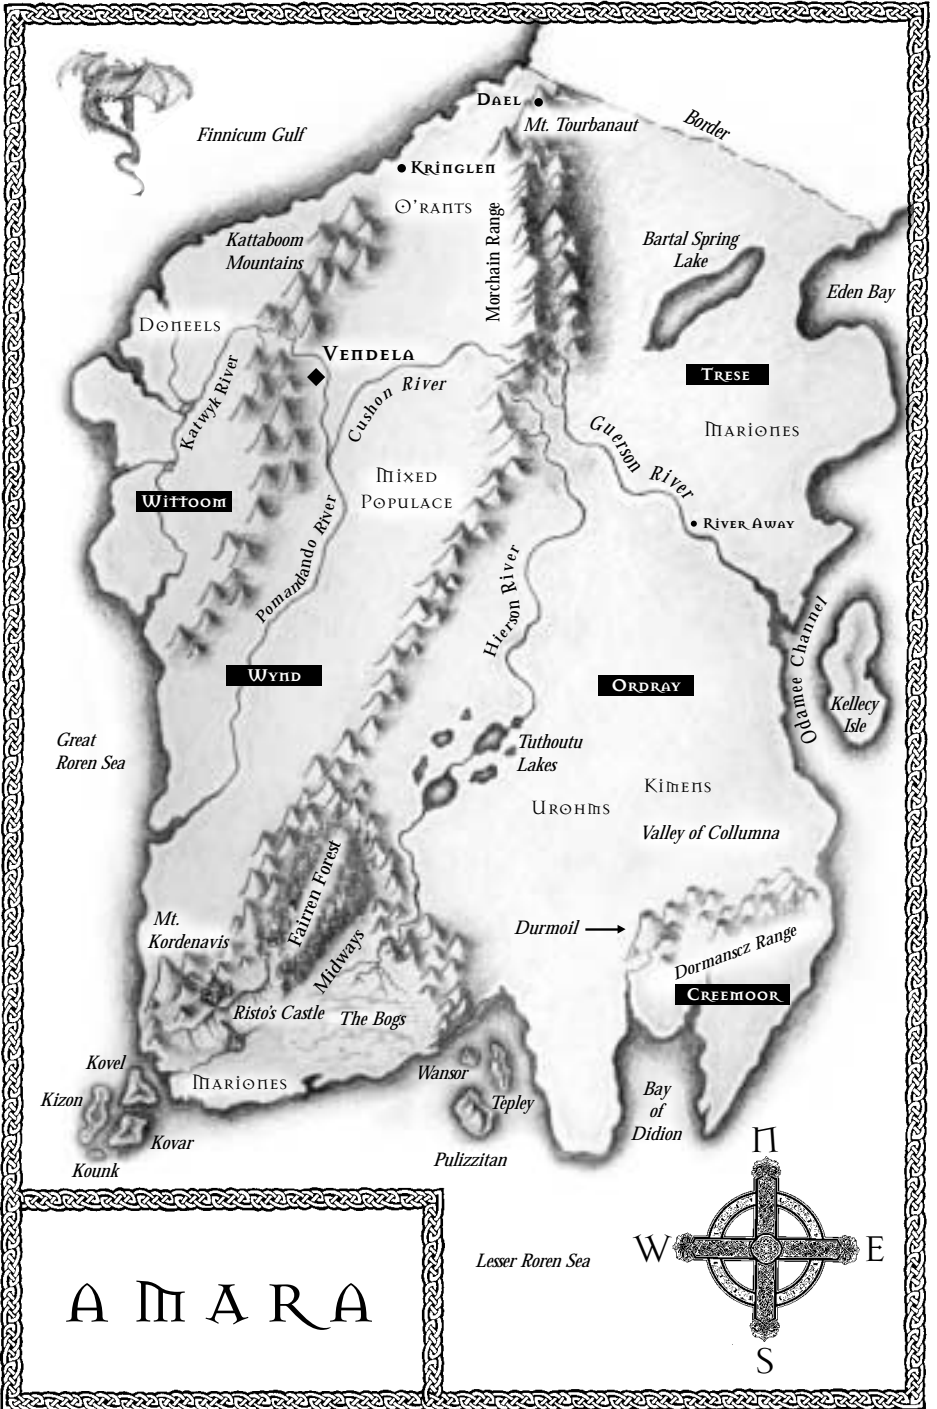 Dael
Mt. Tourbanaut
Border
Finnicum Gulf
Kringlen
O'rants
Morchain Range
Kattaboom
Mountains
Bartal Spring
Lake
Eden Bay
Doneels
Vendela
Katwyk River
Cushon River
Trese
Mariones
Guerson River
Mixed
Populace
Wittoom
River Away
Pomandando River
Hierson River
Odamee Channel
Wynd
Ordray
Kellecy
Isle
Great
Roren Sea
Tuthoutu
Lakes
Kimens
Urohms
Valley of Collumna
Fairren Forest
Mt.
Kordenavis
Midways
Durmoil
Dormanscz Range
Creemoor
Risto's Castle
The Bogs
Kovel
Mariones
Wansor
Kizon
Tepley
Bay
of
Didion
Kovar
Kounk
Pulizzitan
N
W
E
S
Lesser Roren Sea
AMARA